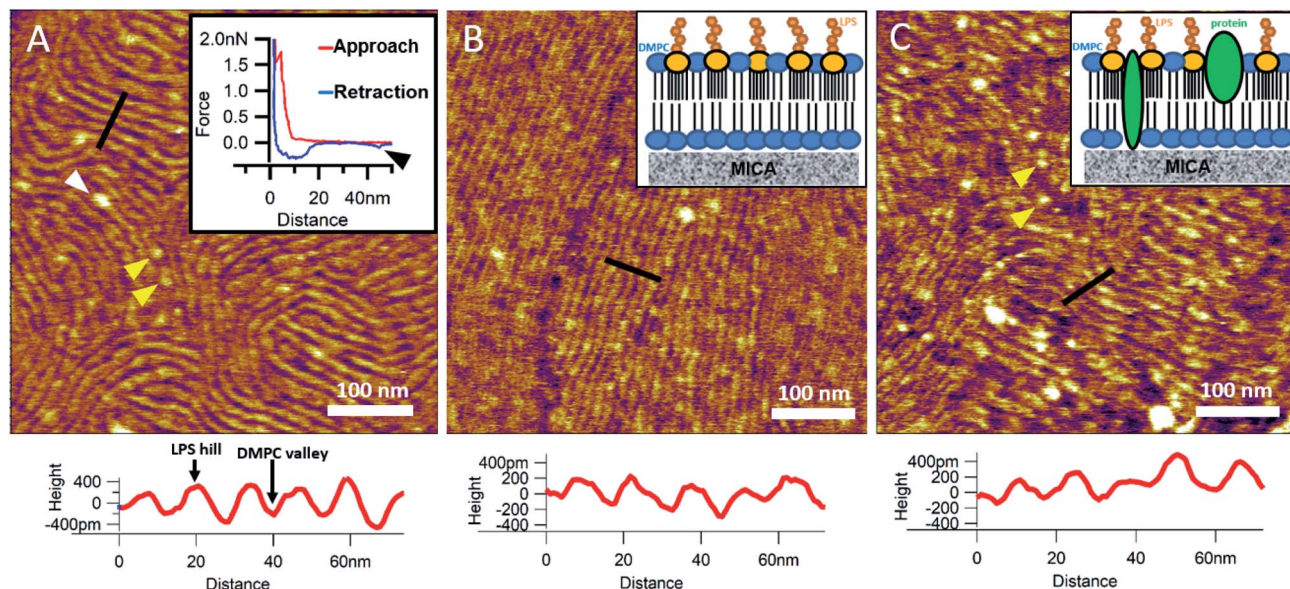 A
2.0nN
1.5
1.0
0.5
0.0
Force
Approach
Retraction
0 20 40nm
Distance
100 nm
B
LPS
DMPC
MICA
100 nm
C
LPS protein
DMPC
MICA
100 nm
LPS hill DMPC valley
Height
400
0
-400pm
0 20 40 60nm
Distance
Height
400pm
200
0
-200
-400
0 20 40 60nm
Distance
Height
400pm
200
0
-200
-400
0 20 40 60nm
Distance